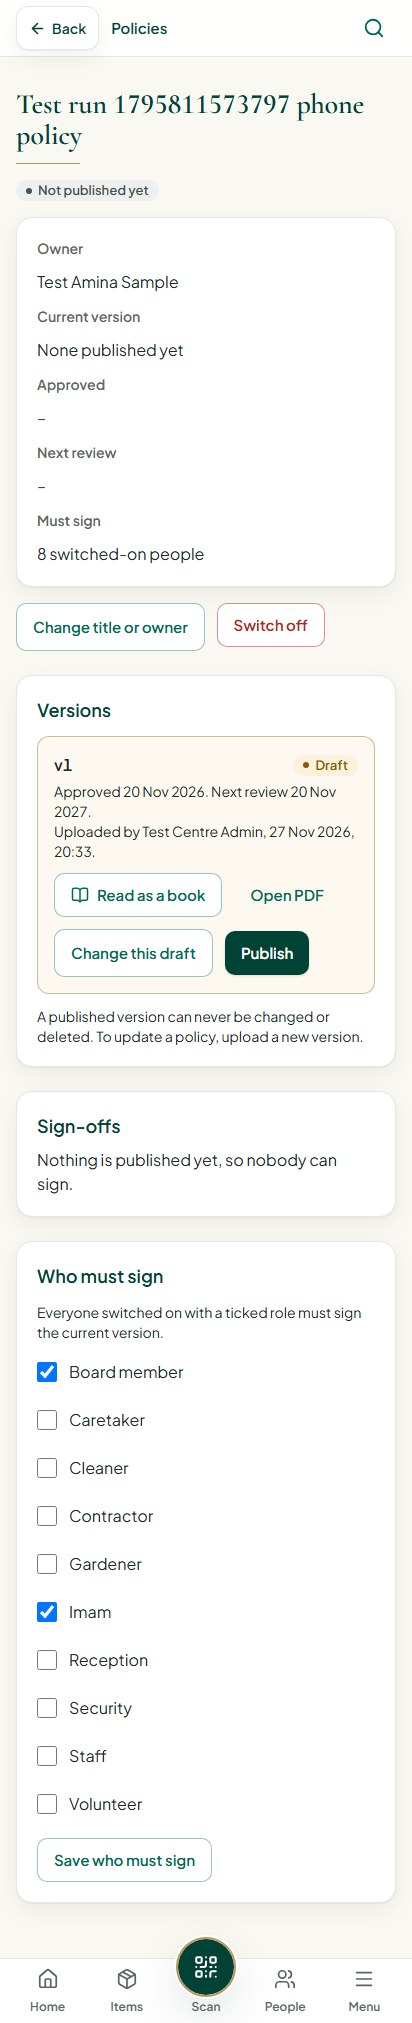 Back
Policies
Test run 1795811573797 phone
policy
Not published yet
Owner
Test Amina Sample
Current version
None published yet
Approved
–
Next review
–
Must sign
8 switched-on people
Change title or owner
Switch off
Versions
v1
Draft
Approved 20 Nov 2026. Next review 20 Nov
2027.
Uploaded by Test Centre Admin, 27 Nov 2026,
20:33.
Read as a book
Open PDF
Change this draft
Publish
A published version can never be changed or
deleted. To update a policy, upload a new version.
Sign-offs
Nothing is published yet, so nobody can
sign.
Who must sign
Everyone switched on with a ticked role must sign
the current version.
Board member
Caretaker
Cleaner
Contractor
Gardener
Imam
Reception
Security
Staff
Volunteer
Save who must sign
Home
Items
Scan
People
Menu